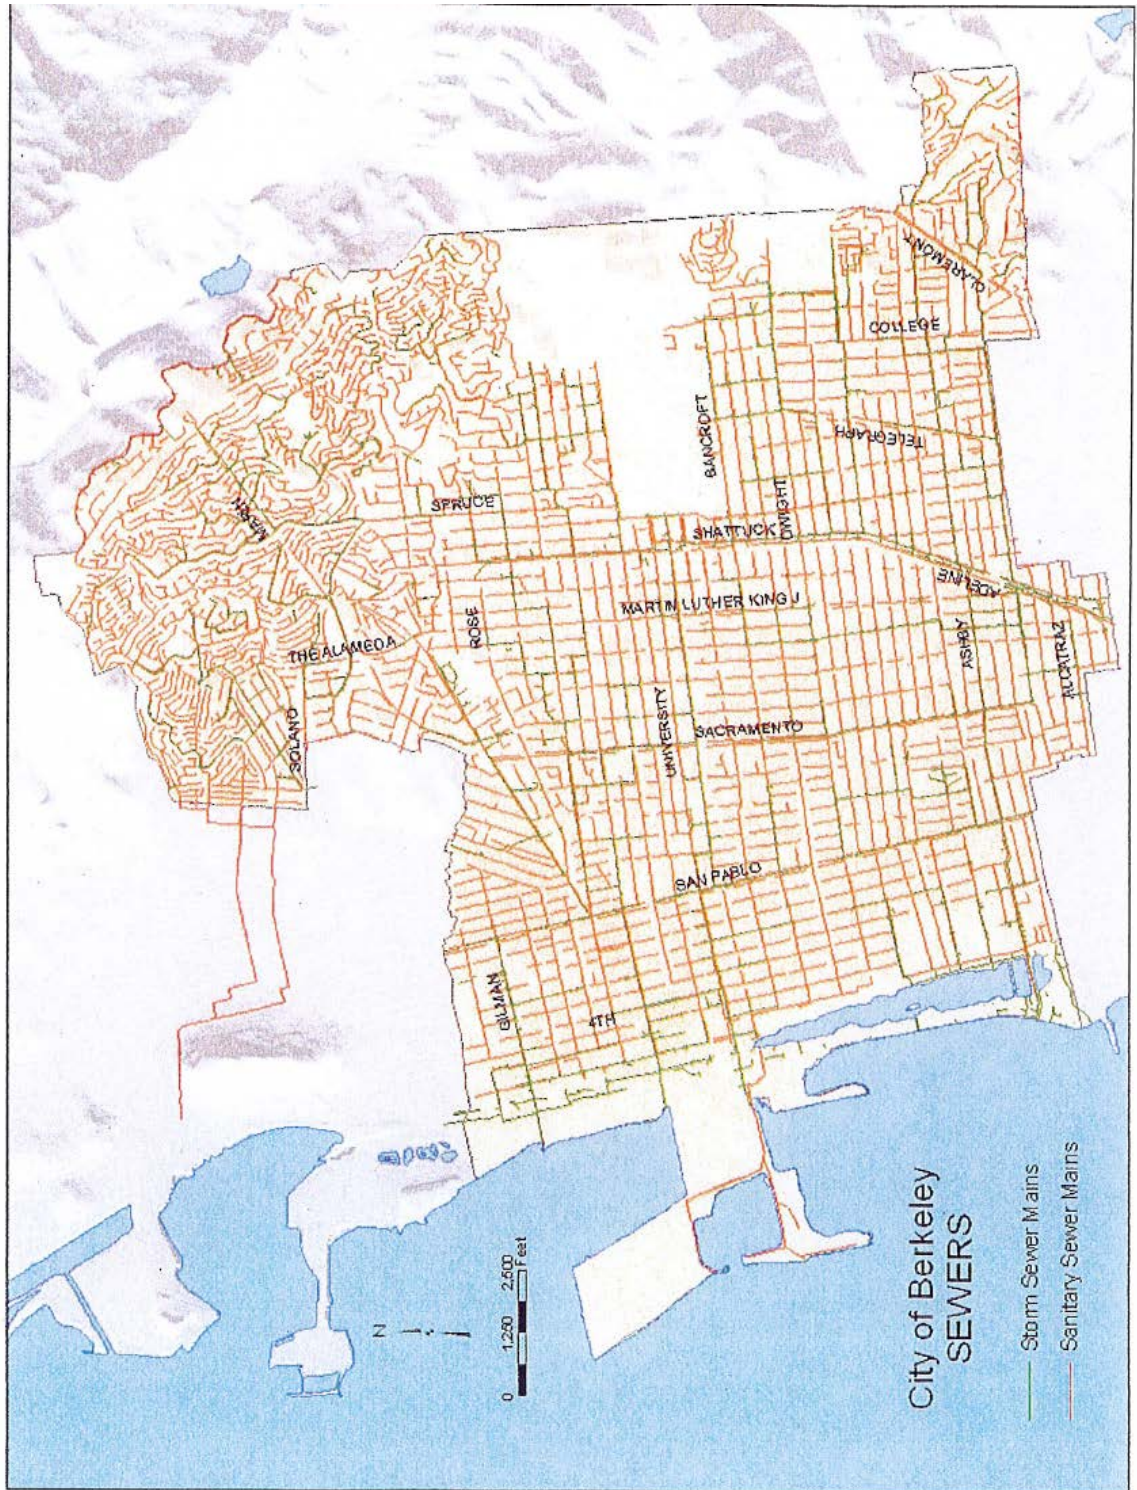 MARIN
SPRUCE
THE ALAMEDA
ROSE
SOLANO
BANCROFT
COLLEGE
CLAREMONT
TELEGRAPH
DWIGHT
SHATTUCK
MARTIN LUTHER KING J
ADELINE
ASHBY
ALCATRAZ
UNIVERSITY
SACRAMENTO
SAN PABLO
GILMAN
4TH
N
0 1,250 2,500
Feet
City of Berkeley
SEWERS
Storm Sewer Mains
Sanitary Sewer Mains